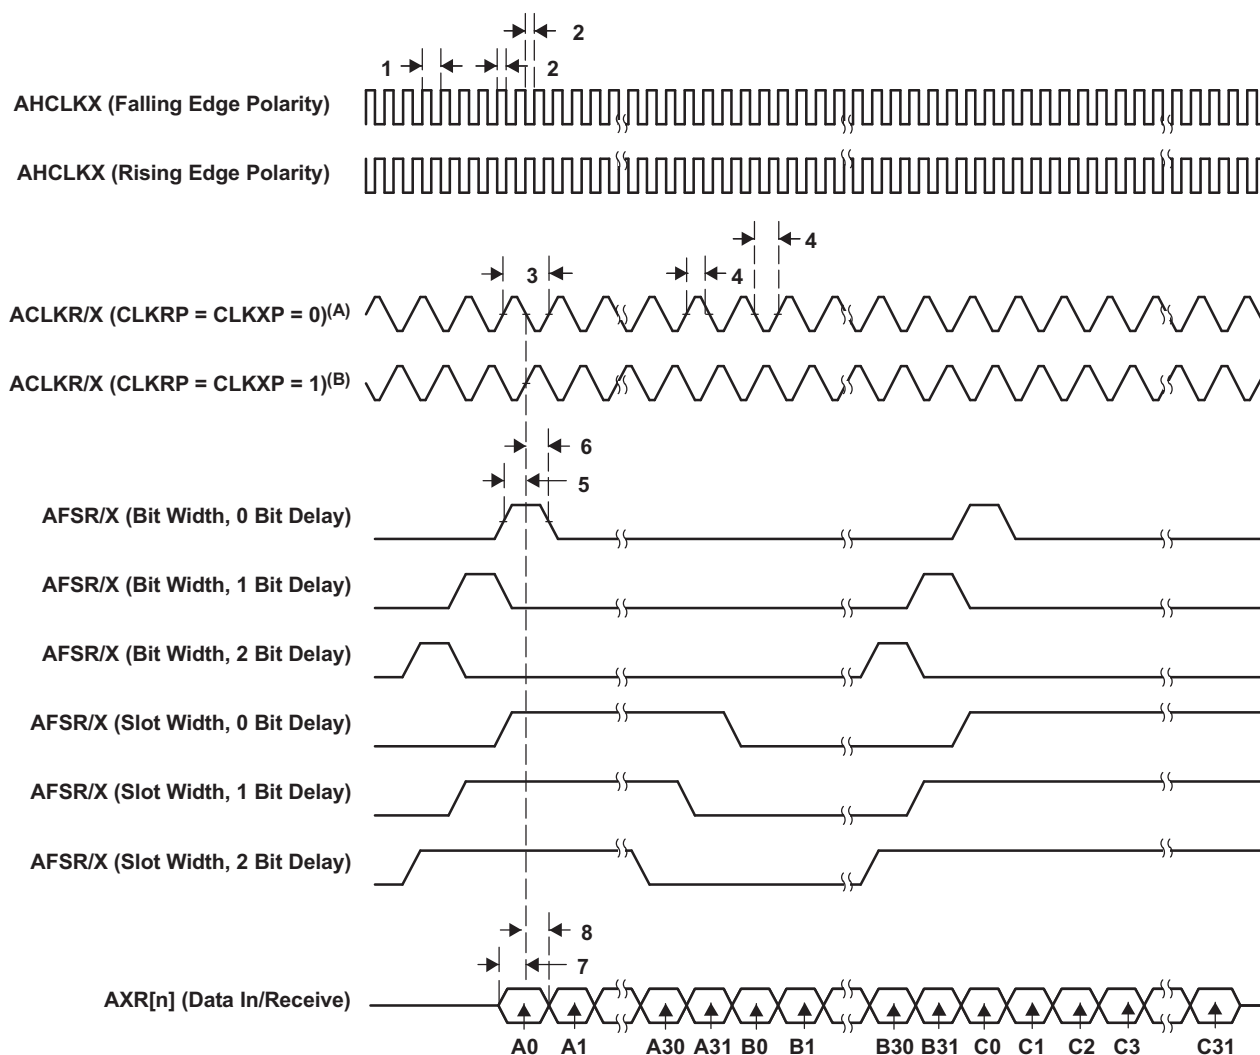 2
1
2
AHCLKX (Falling Edge Polarity)
AHCLKX (Rising Edge Polarity)
4
3
4
ACLKR/X (CLKRP = CLKXP = 0)(A)
ACLKR/X (CLKRP = CLKXP = 1)(B)
6
5
AFSR/X (Bit Width, 0 Bit Delay)
AFSR/X (Bit Width, 1 Bit Delay)
AFSR/X (Bit Width, 2 Bit Delay)
AFSR/X (Slot Width, 0 Bit Delay)
AFSR/X (Slot Width, 1 Bit Delay)
AFSR/X (Slot Width, 2 Bit Delay)
8
7
AXR[n] (Data In/Receive)
A0 A1 A30 A31 B0 B1 B30 B31 C0 C1 C2 C3 C31